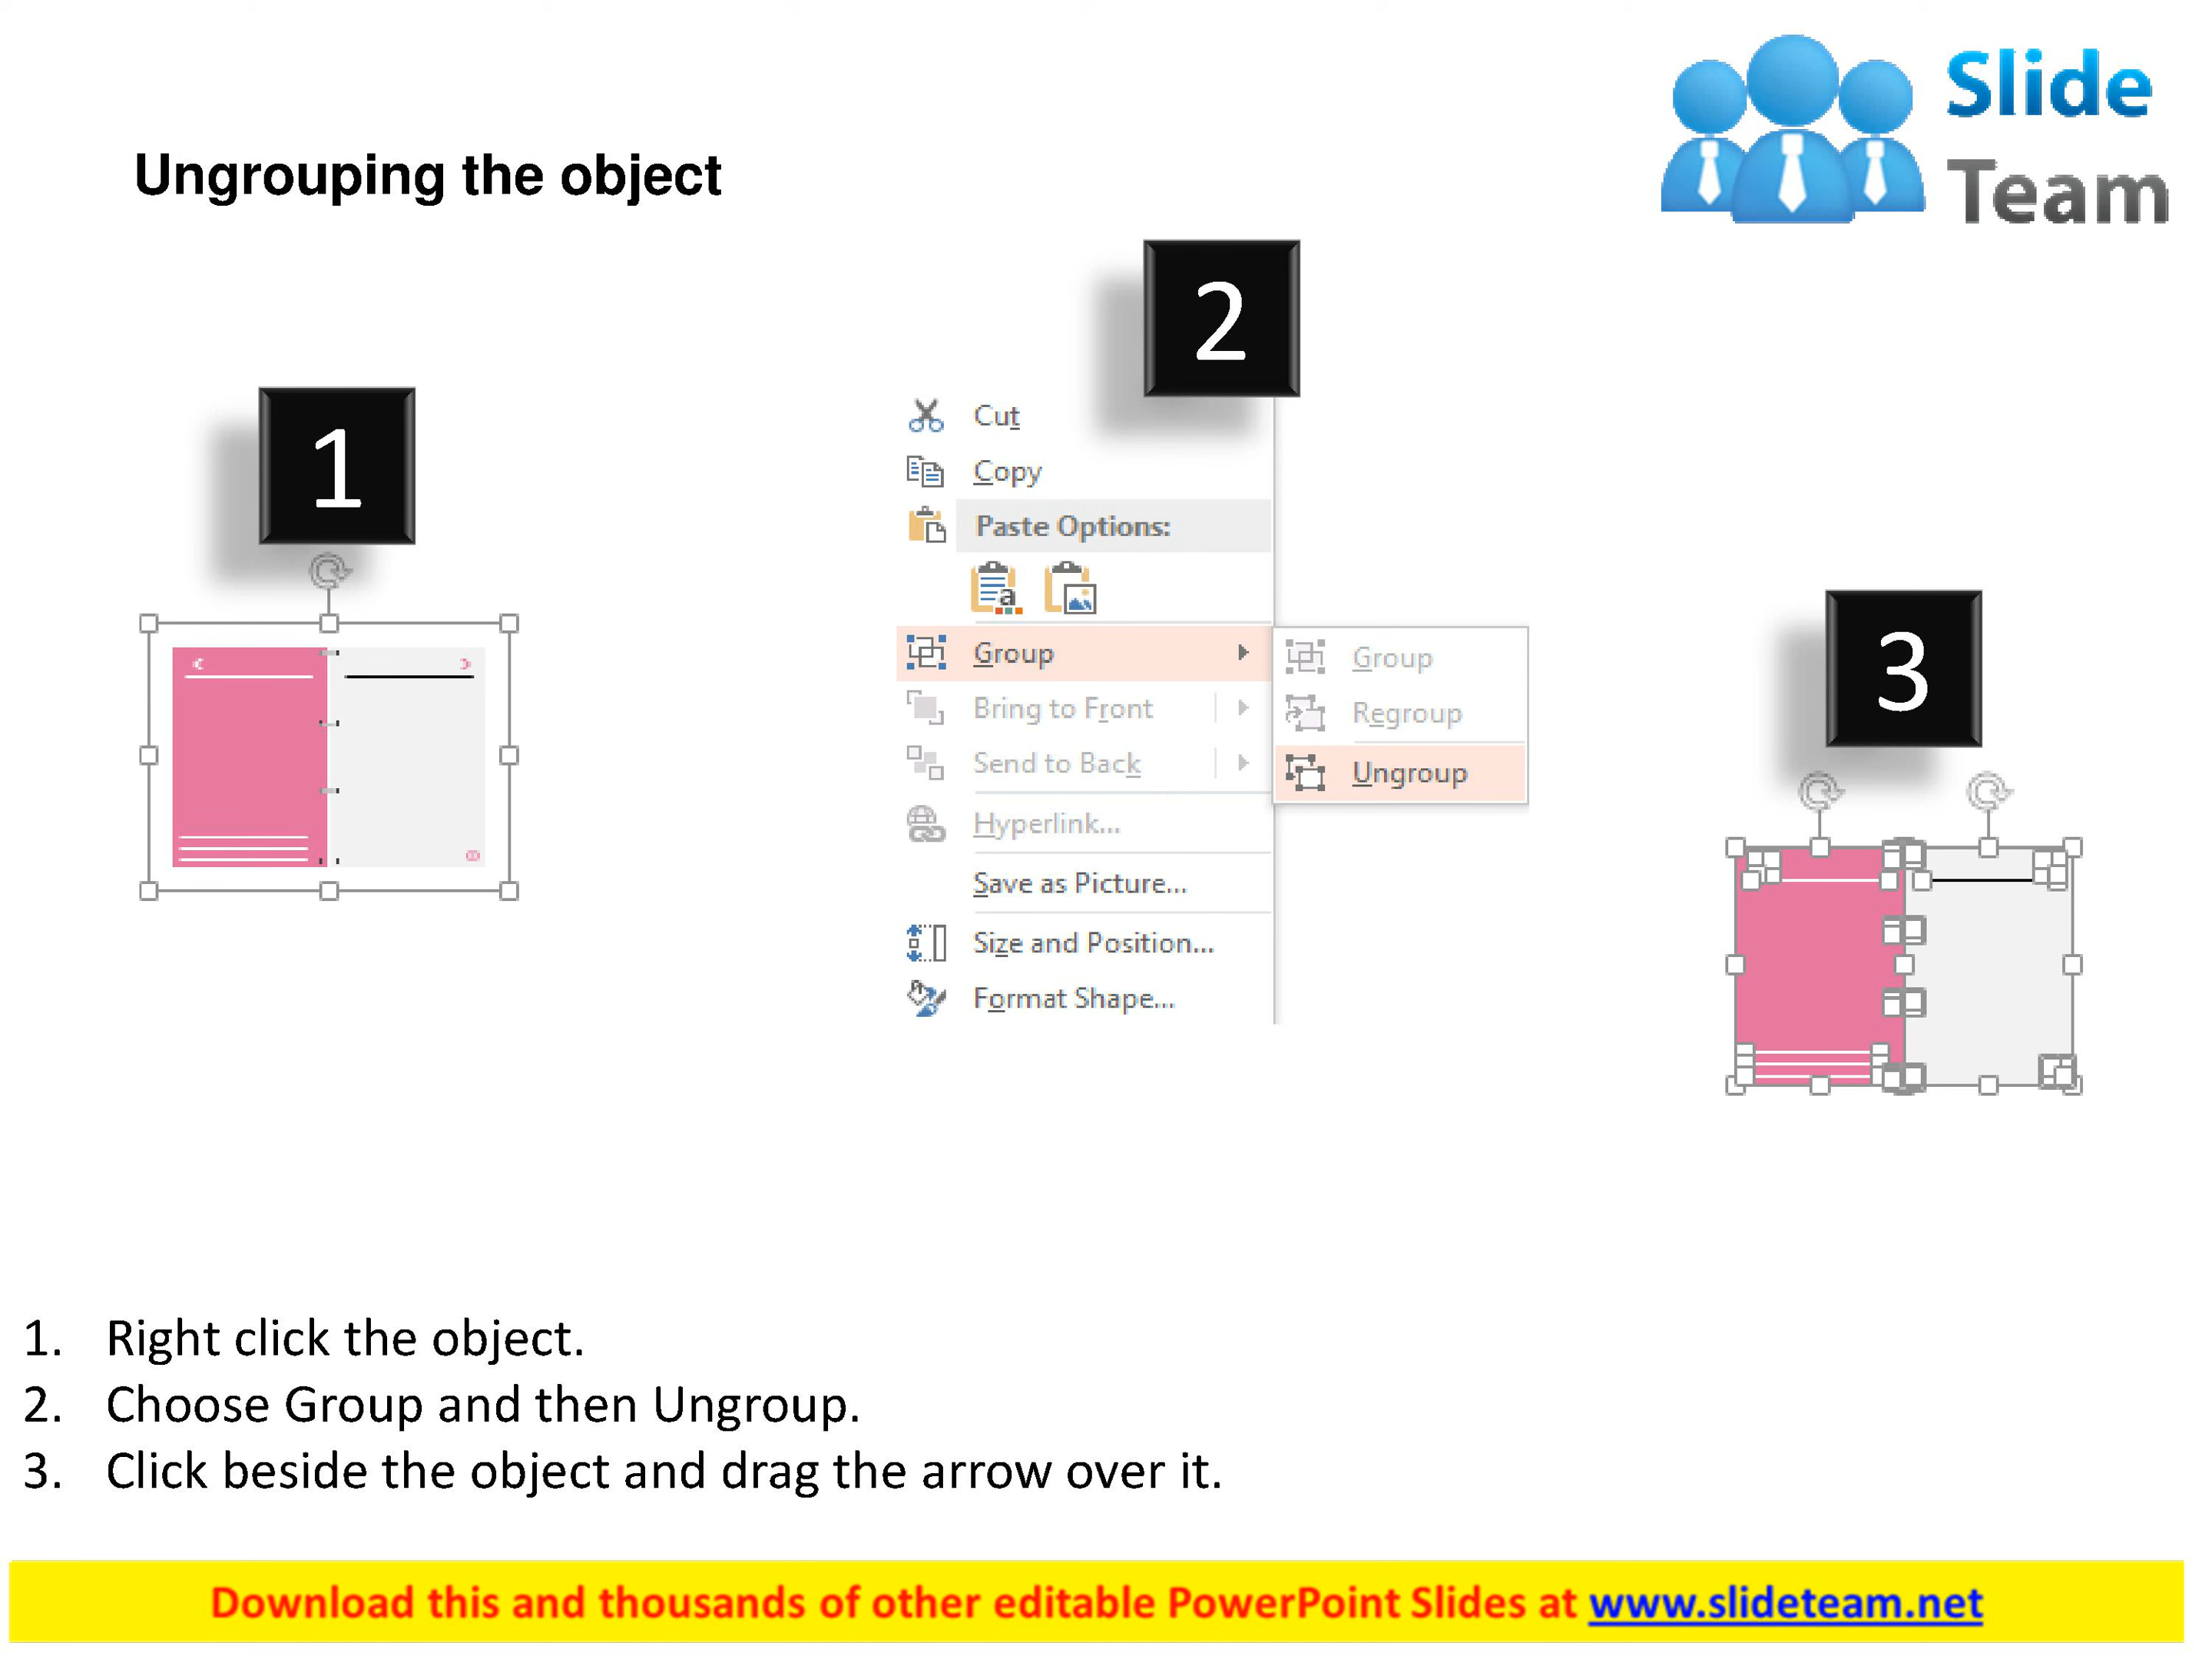 Slide
Team
Ungrouping the object
1
2
Cut
Copy
Paste Options:
a
Group
Bring to Front
Send to Back
Hyperlink...
Save as Picture...
Size and Position...
Format Shape...
Group
Regroup
Ungroup
3
1. Right click the object.
2. Choose Group and then Ungroup.
3. Click beside the object and drag the arrow over it.
Download this and thousands of other editable PowerPoint Slides at www.slideteam.net